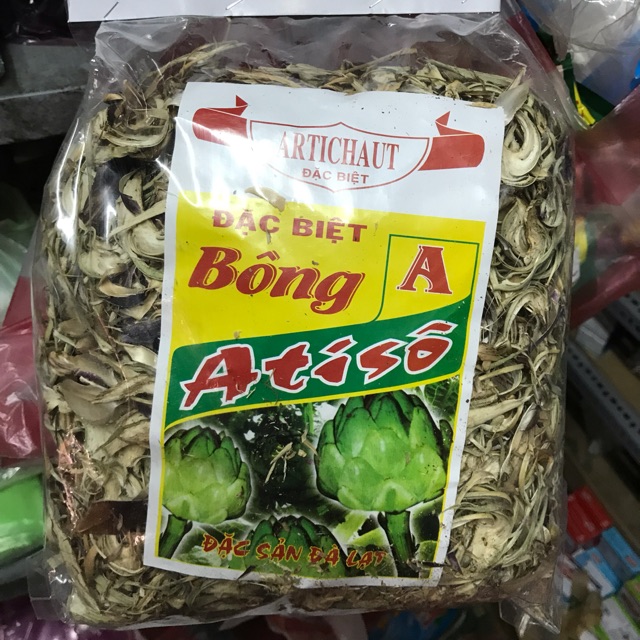 ARTICHAUT
ĐẶC BIỆT
ĐẶC BIỆT
Bông A
Atisô
ĐẶC SẢN ĐÀ LẠT